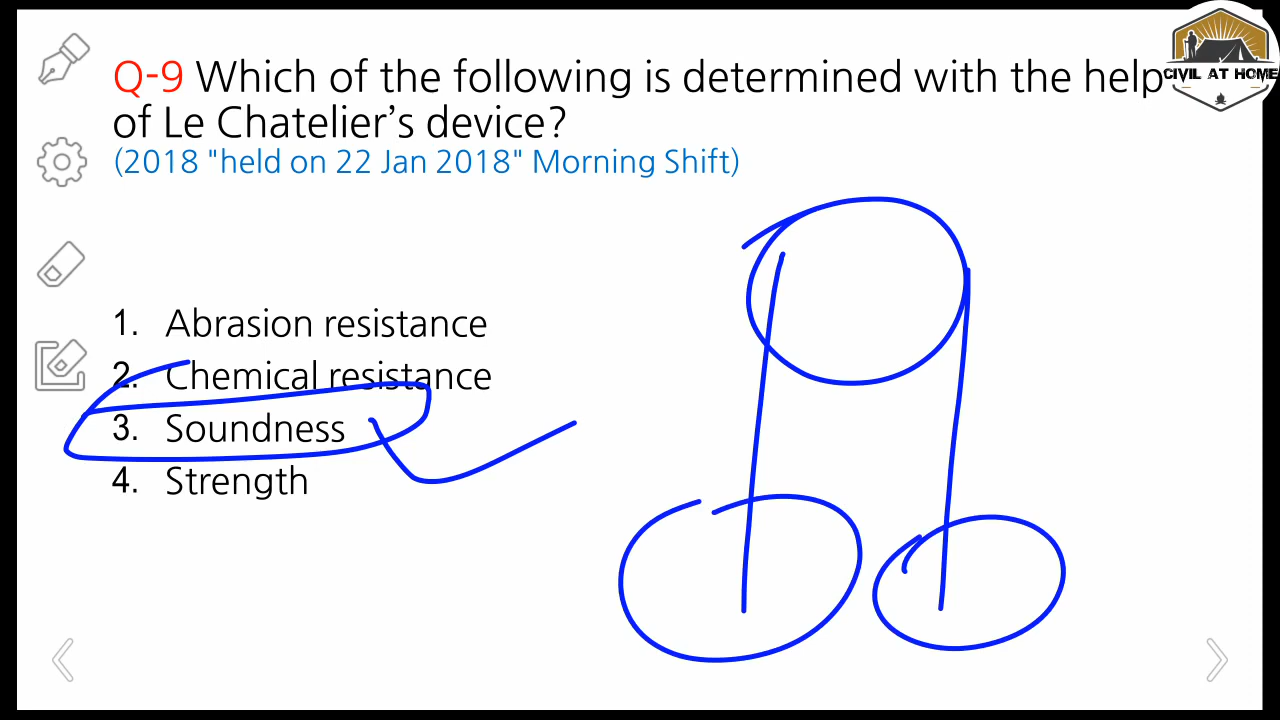 Q-9 Which of the following is determined with the help
of Le Chatelier's device?
(2018 "held on 22 Jan 2018" Morning Shift)
1. Abrasion resistance
2. Chemical resistance
3. Soundness
4. Strength
CIVIL AT HOME